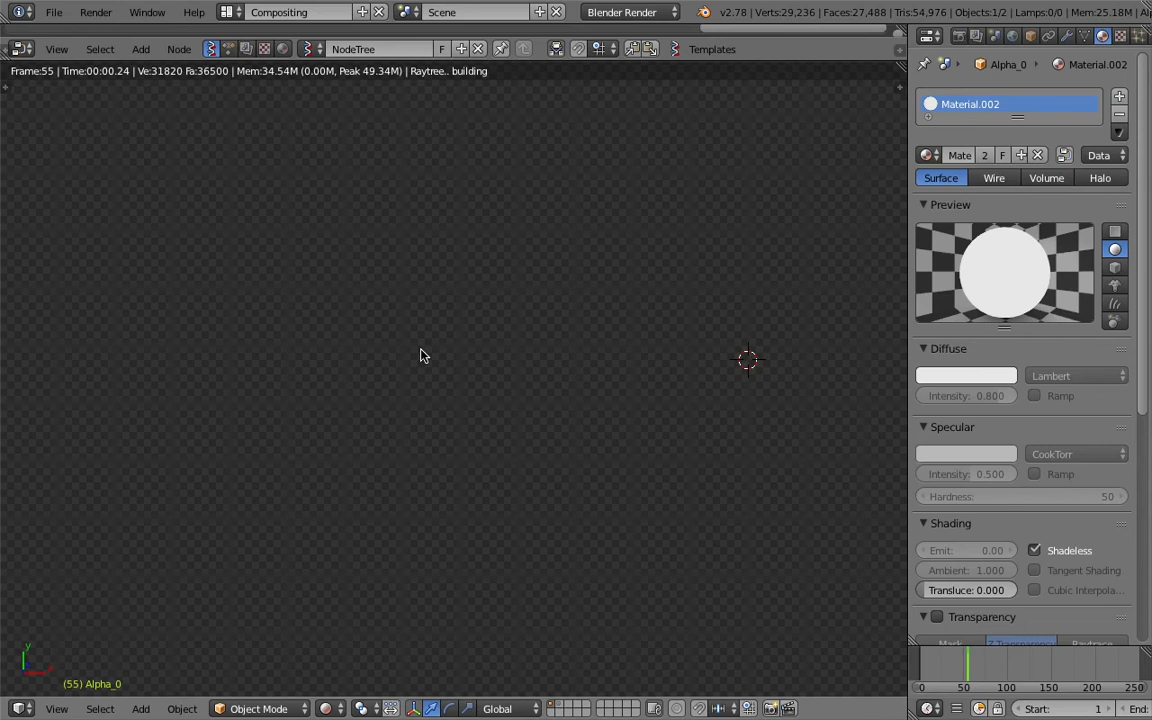 File Render Window Help Compositing Scene Blender Render v2.78 | Verts:29,236 | Faces:27,488 | Tris:54,976 | Objects:1/2 | Lamps:0/0 | Mem:25.18M |
View Select Add Node NodeTree F Templates
Frame:55 | Time:00:00.24 | Ve:31820 Fa:36500 | Mem:34.54M (0.00M, Peak 49.34M) | Raytree.. building
Alpha_0 Material.002
Material.002
Mate 2 F Data
Surface Wire Volume Halo
Preview
Diffuse
Lambert
Intensity: 0.800 Ramp
Specular
CookTorr
Intensity: 0.500 Ramp
Hardness: 50
Shading
Emit: 0.00 Shadeless
Ambient: 1.000 Tangent Shading
Transluce: 0.000 Cubic Interpola...
Transparency
Mask Z Transparency Raytrace
(55) Alpha_0
0 50 100 150 200 250
View Select Add Object Object Mode Global Start: 1 End: